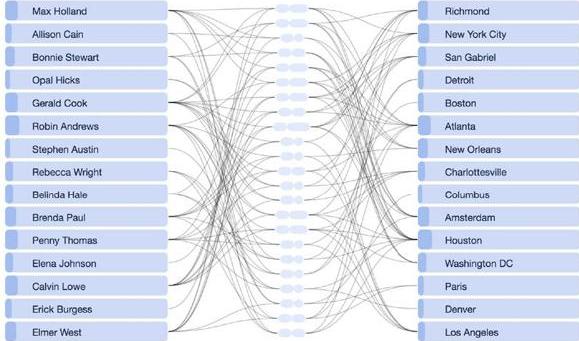 Max Holland
Allison Cain
Bonnie Stewart
Opal Hicks
Gerald Cook
Robin Andrews
Stephen Austin
Rebecca Wright
Belinda Hale
Brenda Paul
Penny Thomas
Elena Johnson
Calvin Lowe
Erick Burgess
Elmer West
Richmond
New York City
San Gabriel
Detroit
Boston
Atlanta
New Orleans
Charlottesville
Columbus
Amsterdam
Houston
Washington DC
Paris
Denver
Los Angeles